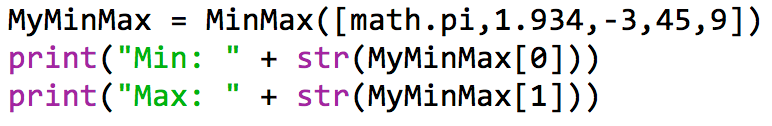 MyMinMax = MinMax([math.pi,1.934,-3,45,9])
print("Min: " + str(MyMinMax[0]))
print("Max: " + str(MyMinMax[1]))